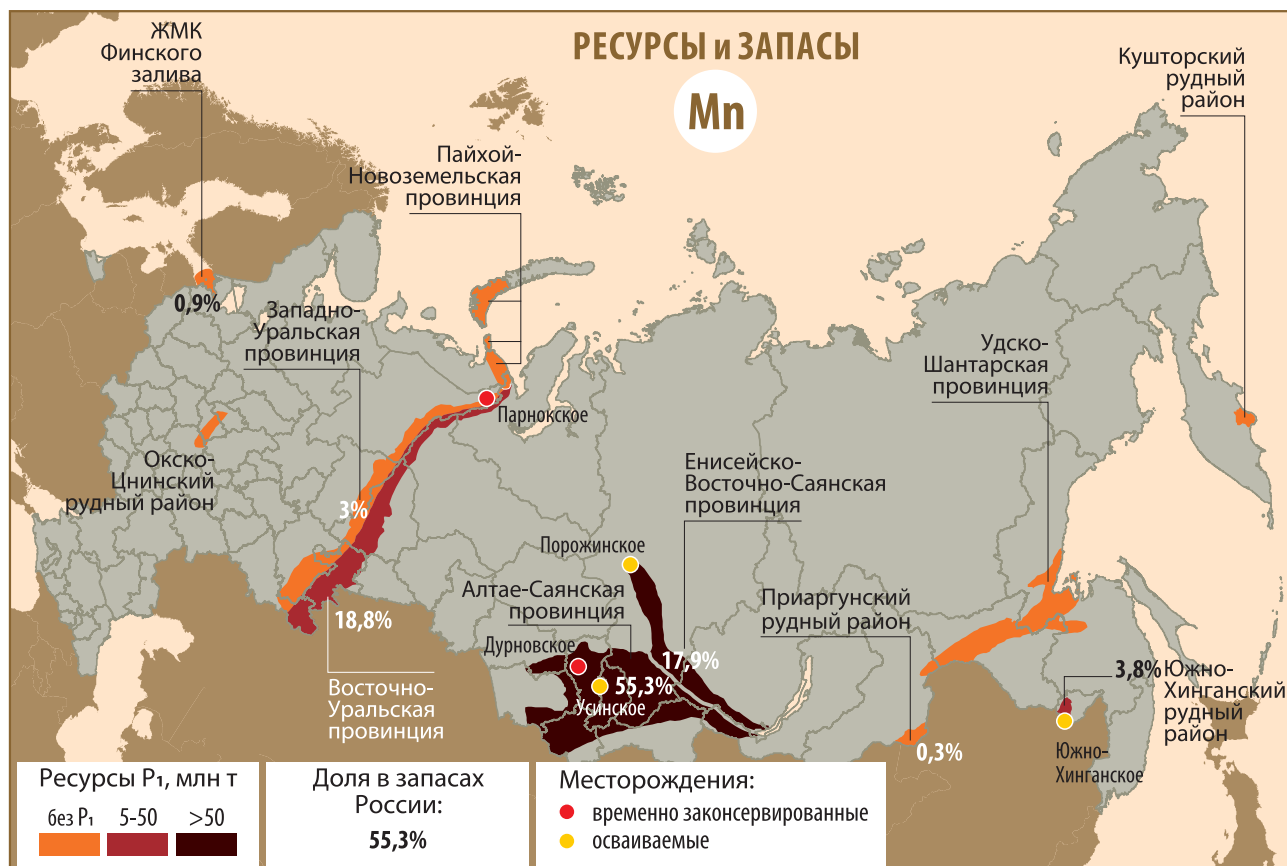 РЕСУРСЫ и ЗАПАСЫ
Mn
ЖМК
Финского
залива
0,9%
Пайхой-
Новоземельская
провинция
Кушторский
рудный
район
Западно-
Уральская
провинция
3%
Удско-
Шантарская
провинция
Парнокское
Окско-
Цнинский
рудный район
Енисейско-
Восточно-Саянская
провинция
17,9%
Порожинское
Алтае-Саянская
провинция
55,3%
Приаргунский
рудный район
0,3%
18,8%
Восточно-
Уральская
провинция
Дурновское
Усинское
3,8%
Южно-
Хинганский
рудный
район
Южно-
Хинганское
Ресурсы P₁, млн т
без P₁
5-50
>50
Доля в запасах
России:
55,3%
Месторождения:
временно законсервированные
осваиваемые